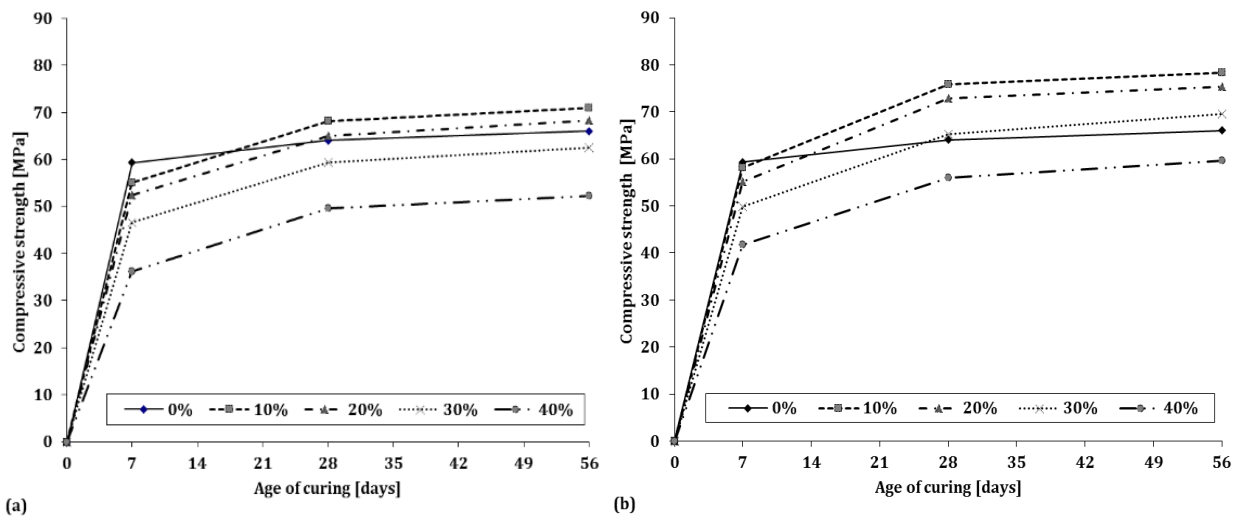 90
80
70
60
50
40
30
20
10
0
Compressive strength [MPa]
0% 10% 20% 30% 40%
0 7 14 21 28 35 42 49 56
Age of curing [days]
(a)
90
80
70
60
50
40
30
20
10
0
Compressive strength [MPa]
0% 10% 20% 30% 40%
0 7 14 21 28 35 42 49 56
Age of curing [days]
(b)